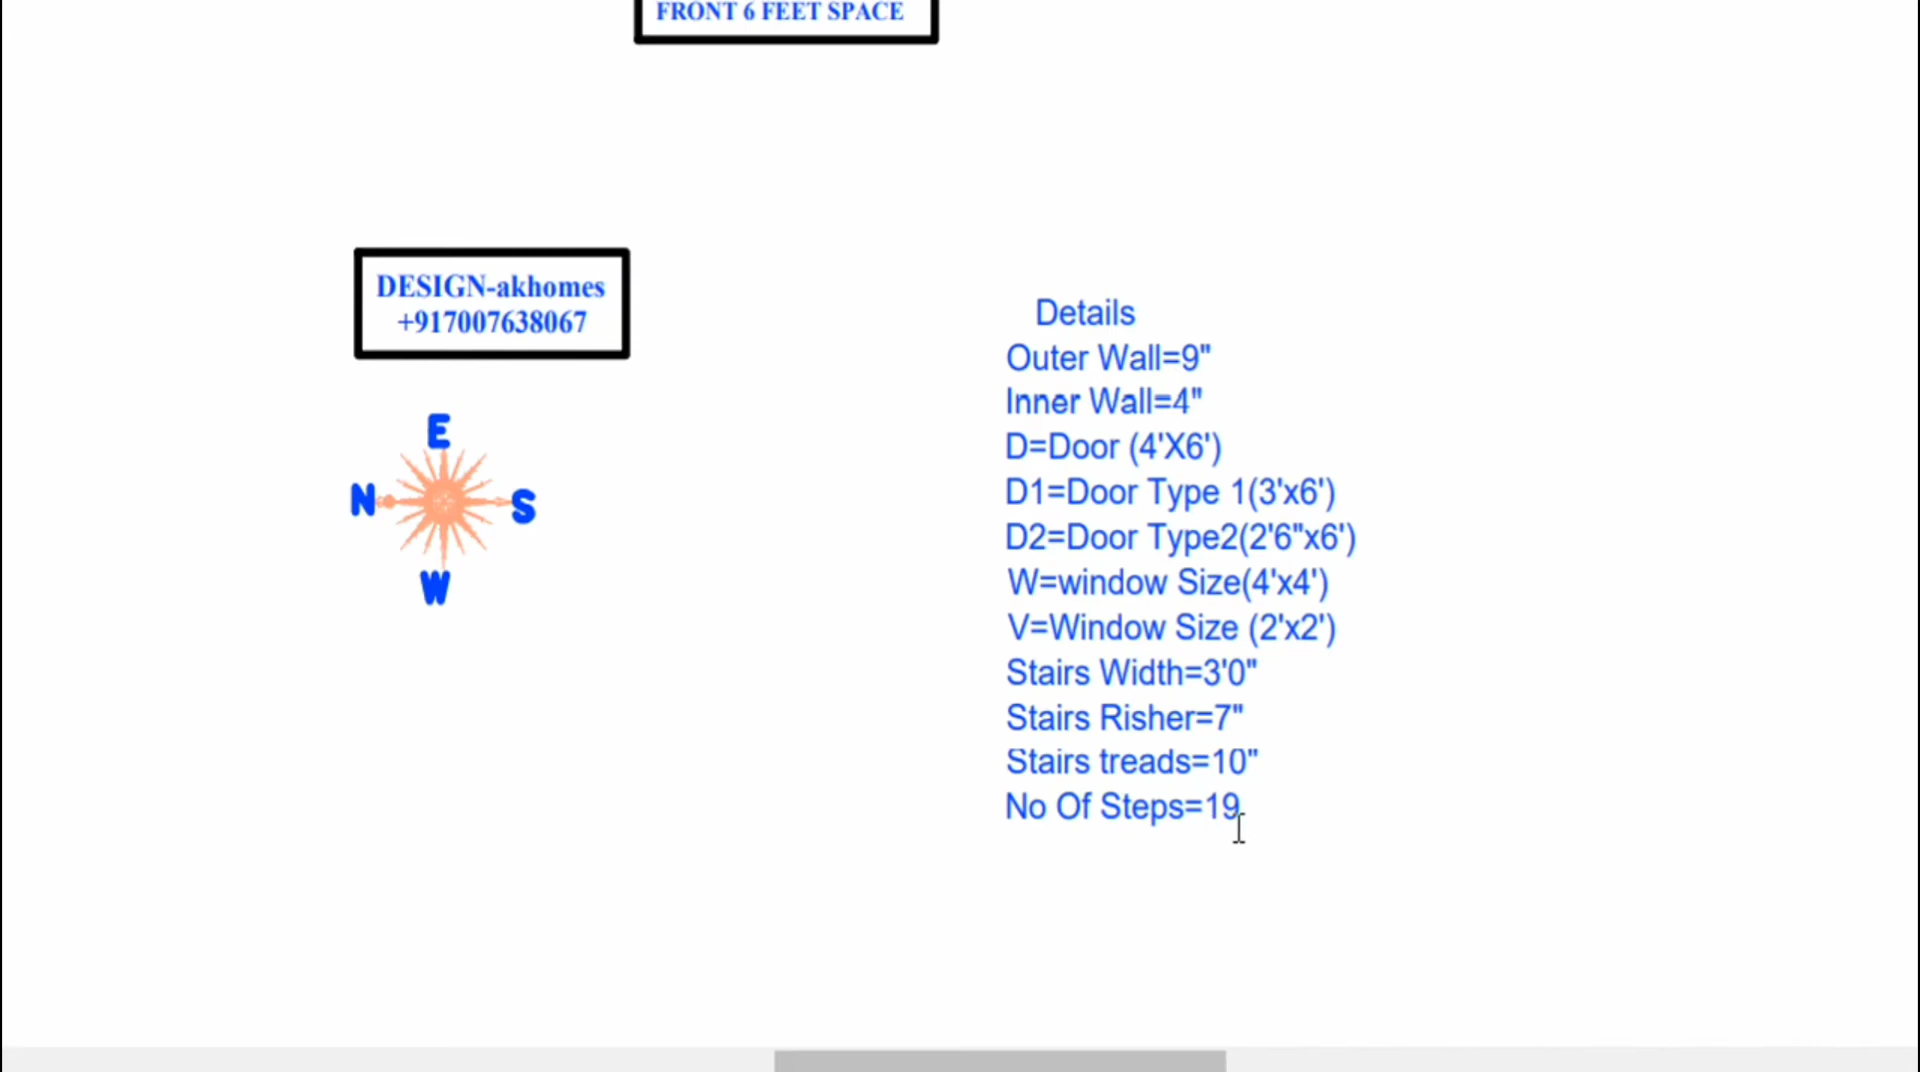 FRONT 6 FEET SPACE
DESIGN-akhomes
+917007638067
E
N
S
W
Details
Outer Wall=9"
Inner Wall=4"
D=Door (4'X6')
D1=Door Type 1(3'x6')
D2=Door Type2(2'6"x6')
W=window Size(4'x4')
V=Window Size (2'x2')
Stairs Width=3'0"
Stairs Risher=7"
Stairs treads=10"
No Of Steps=19